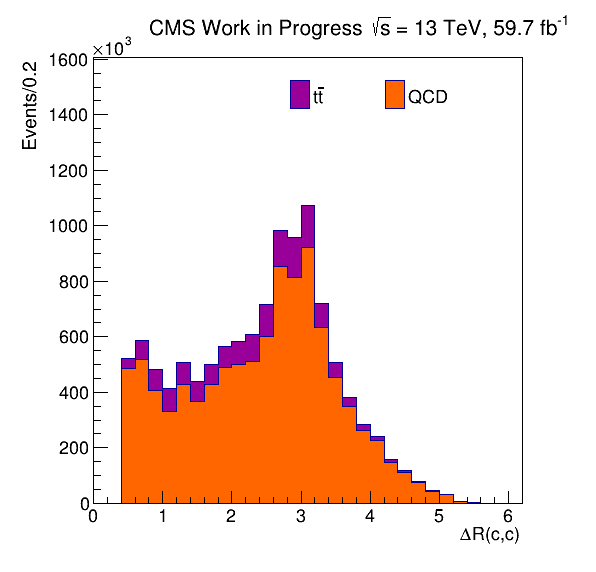 CMS Work in Progress √s = 13 TeV, 59.7 fb⁻¹
×10³
Events/0.2
1600
1400
1200
1000
800
600
400
200
0
tt̄
QCD
0 1 2 3 4 5 6
ΔR(c,c)